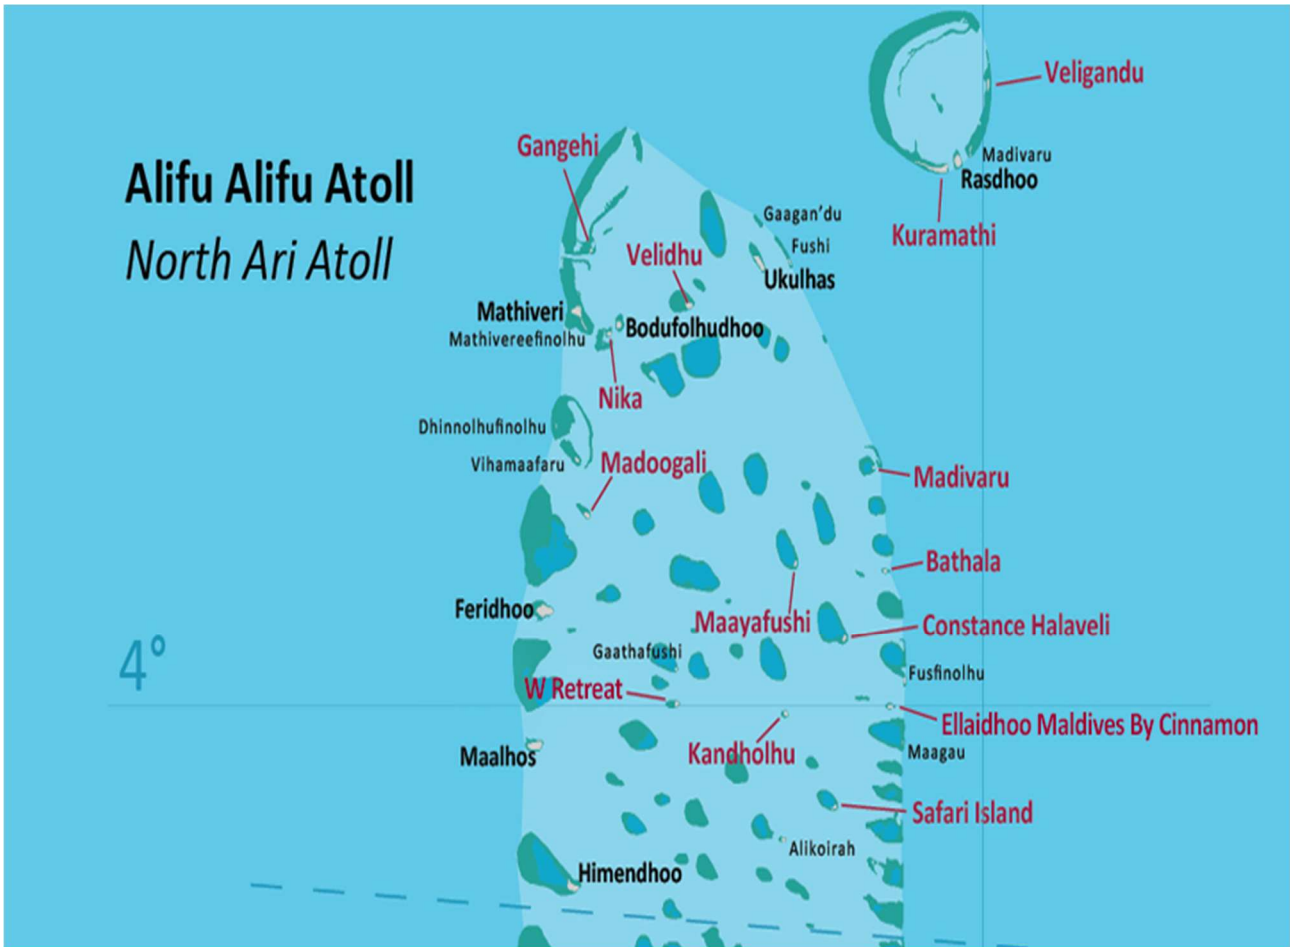 Veligandu
Gangehi
Madivaru
Alifu Alifu Atoll
Rasdhoo
Gaagan’du
Kuramathi
Fushi
North Ari Atoll
Velidhu
Ukulhas
Mathiveri
Bodufolhudhoo
Mathivereefinolhu
Nika
Dhinnolhufinolhu
Vihamaafaru
Madoogali
Madivaru
Bathala
Feridhoo
Maayafushi
Constance Halaveli
Gaathafushi
4°
Fusfinolhu
W Retreat
Ellaidhoo Maldives By Cinnamon
Kandholhu
Maalhos
Maagau
Safari Island
Alikoirah
Himendhoo